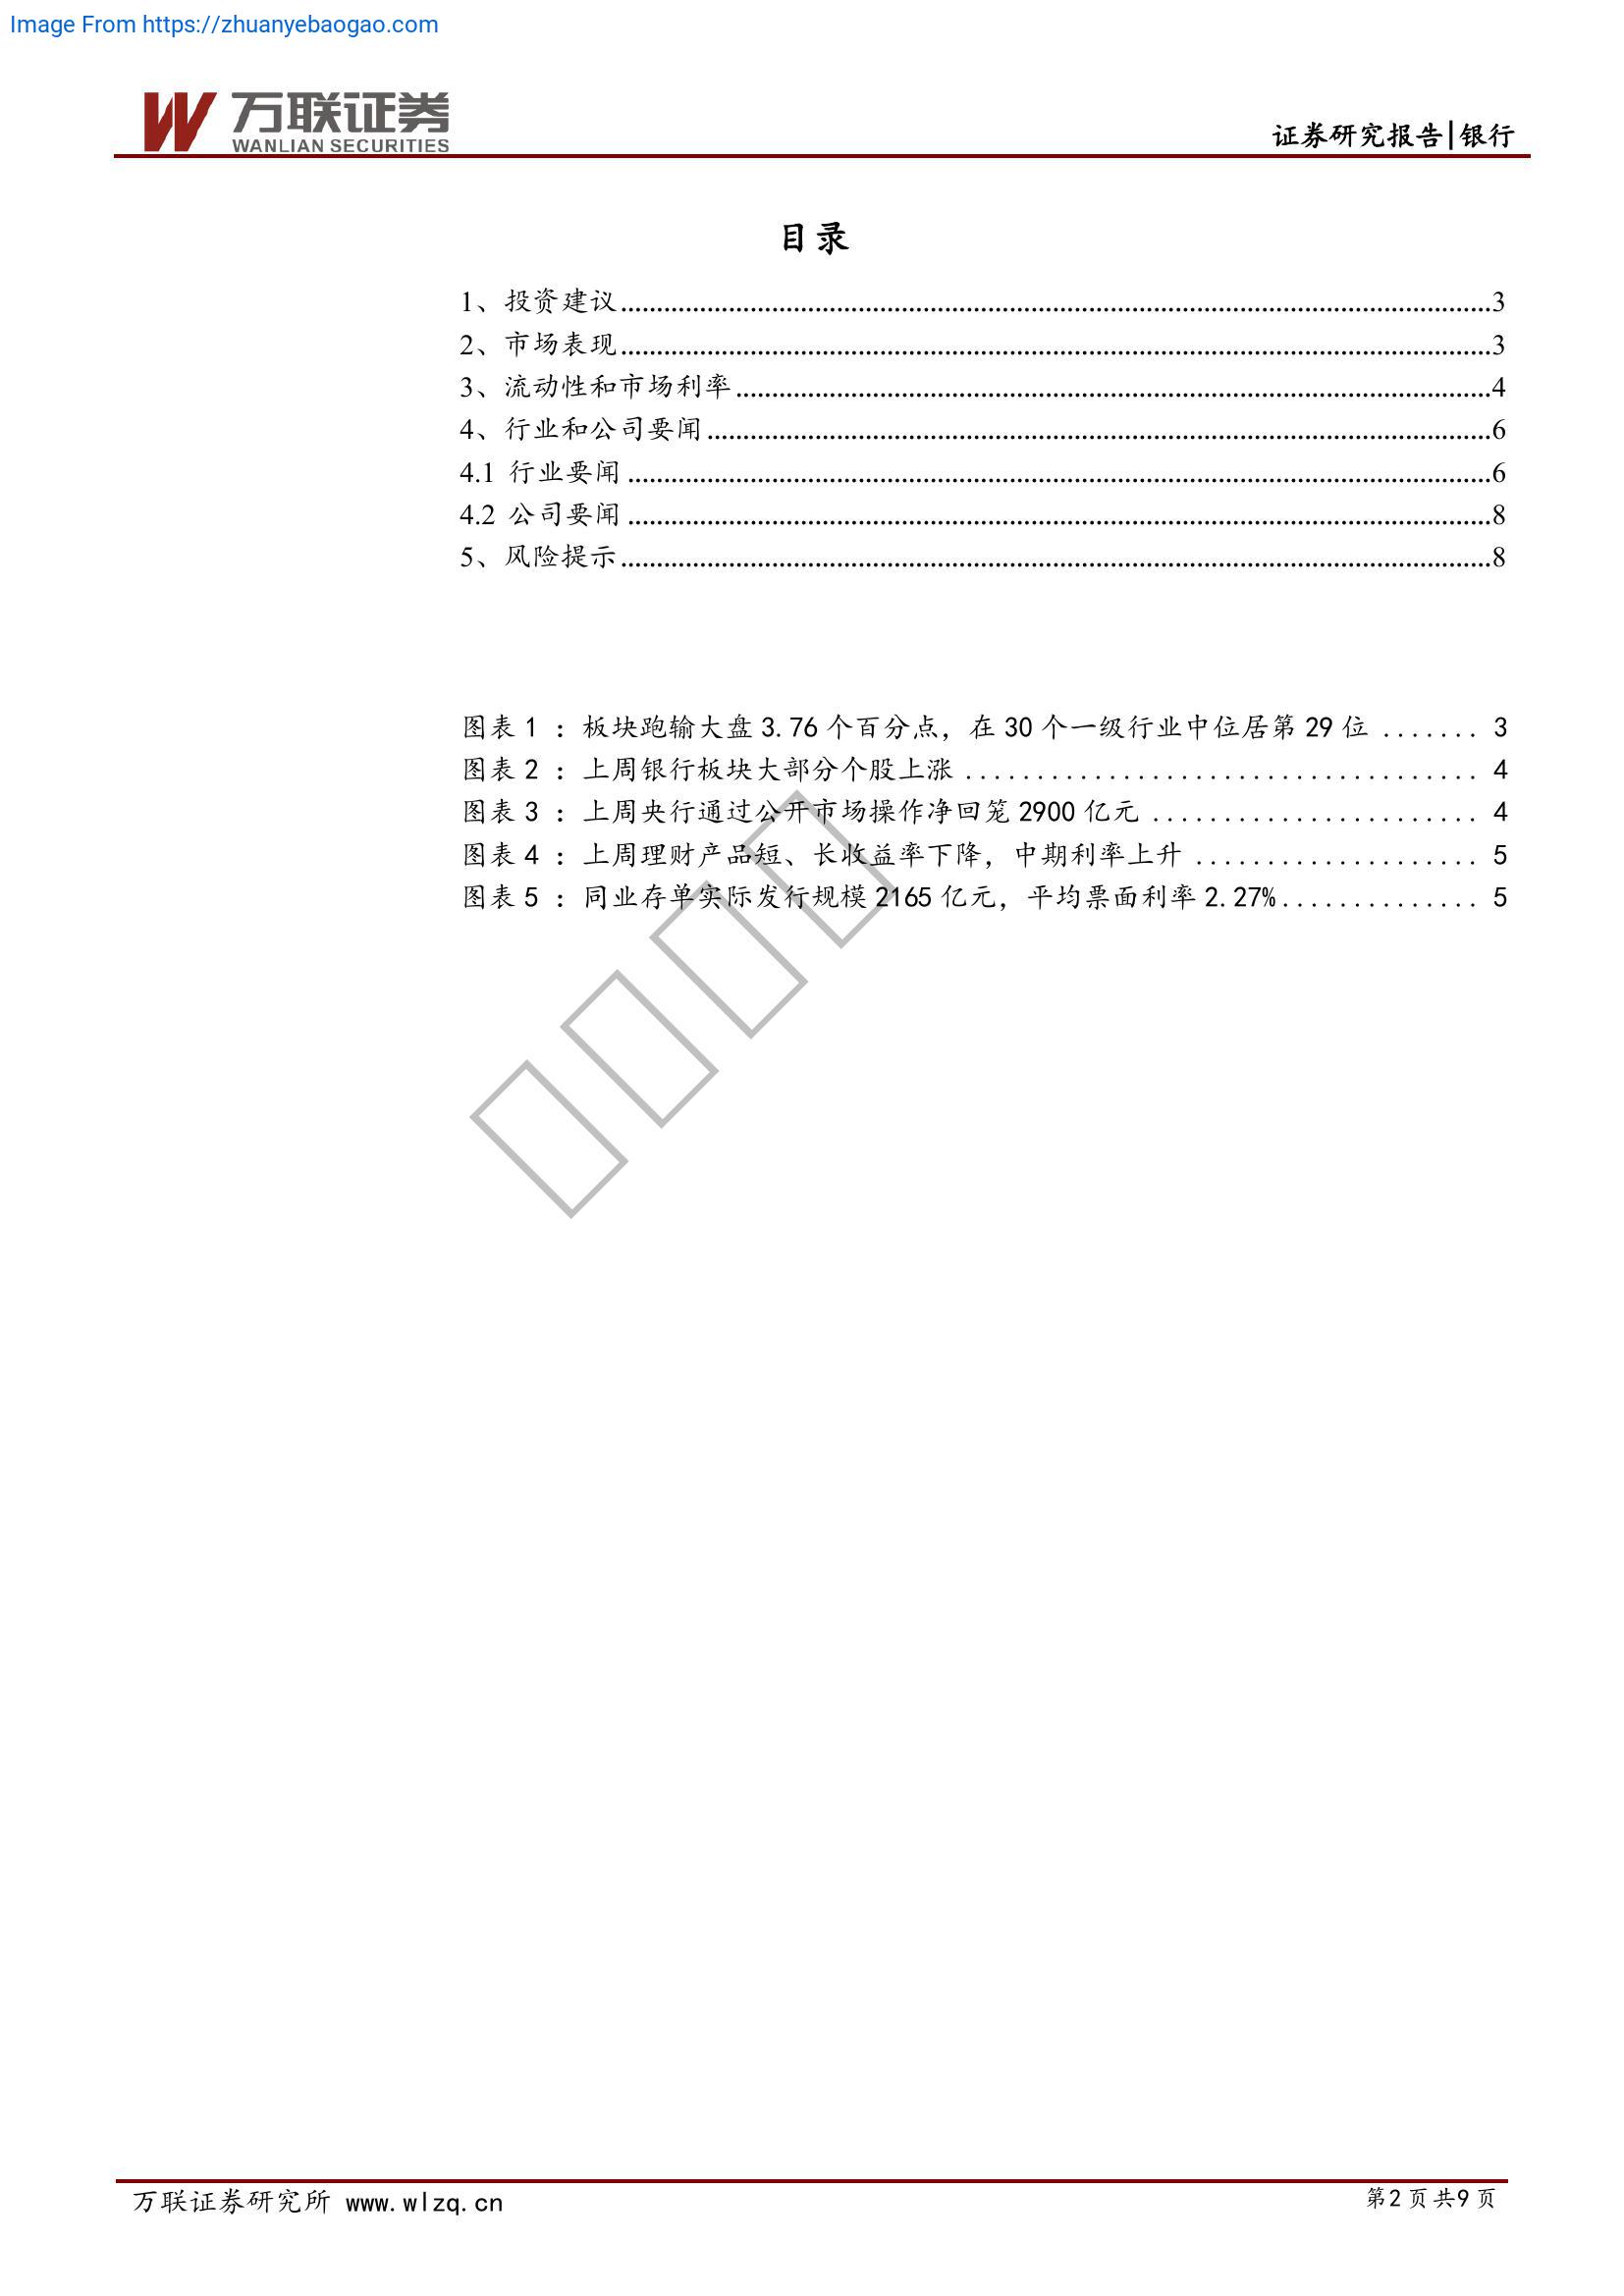 Image From https://zhuanyebaogao.com
万联证券
WANLIAN SECURITIES
证券研究报告|银行
目录
1、投资建议...........................................................3
2、市场表现...........................................................3
3、流动性和市场利率...........................................................4
4、行业和公司要闻...........................................................6
4.1 行业要闻...........................................................6
4.2 公司要闻...........................................................8
5、风险提示...........................................................8
图表 1 : 板块跑输大盘 3.76 个百分点，在 30 个一级行业中位居第 29 位 ....... 3
图表 2 : 上周银行板块大部分个股上涨 .................................... 4
图表 3 : 上周央行通过公开市场操作净回笼 2900 亿元 ....................... 4
图表 4 : 上周理财产品短、长收益率下降，中期利率上升 .................... 5
图表 5 : 同业存单实际发行规模 2165 亿元，平均票面利率 2.27%.............. 5
万联证券研究所 www.wlzq.cn
第2页共9页